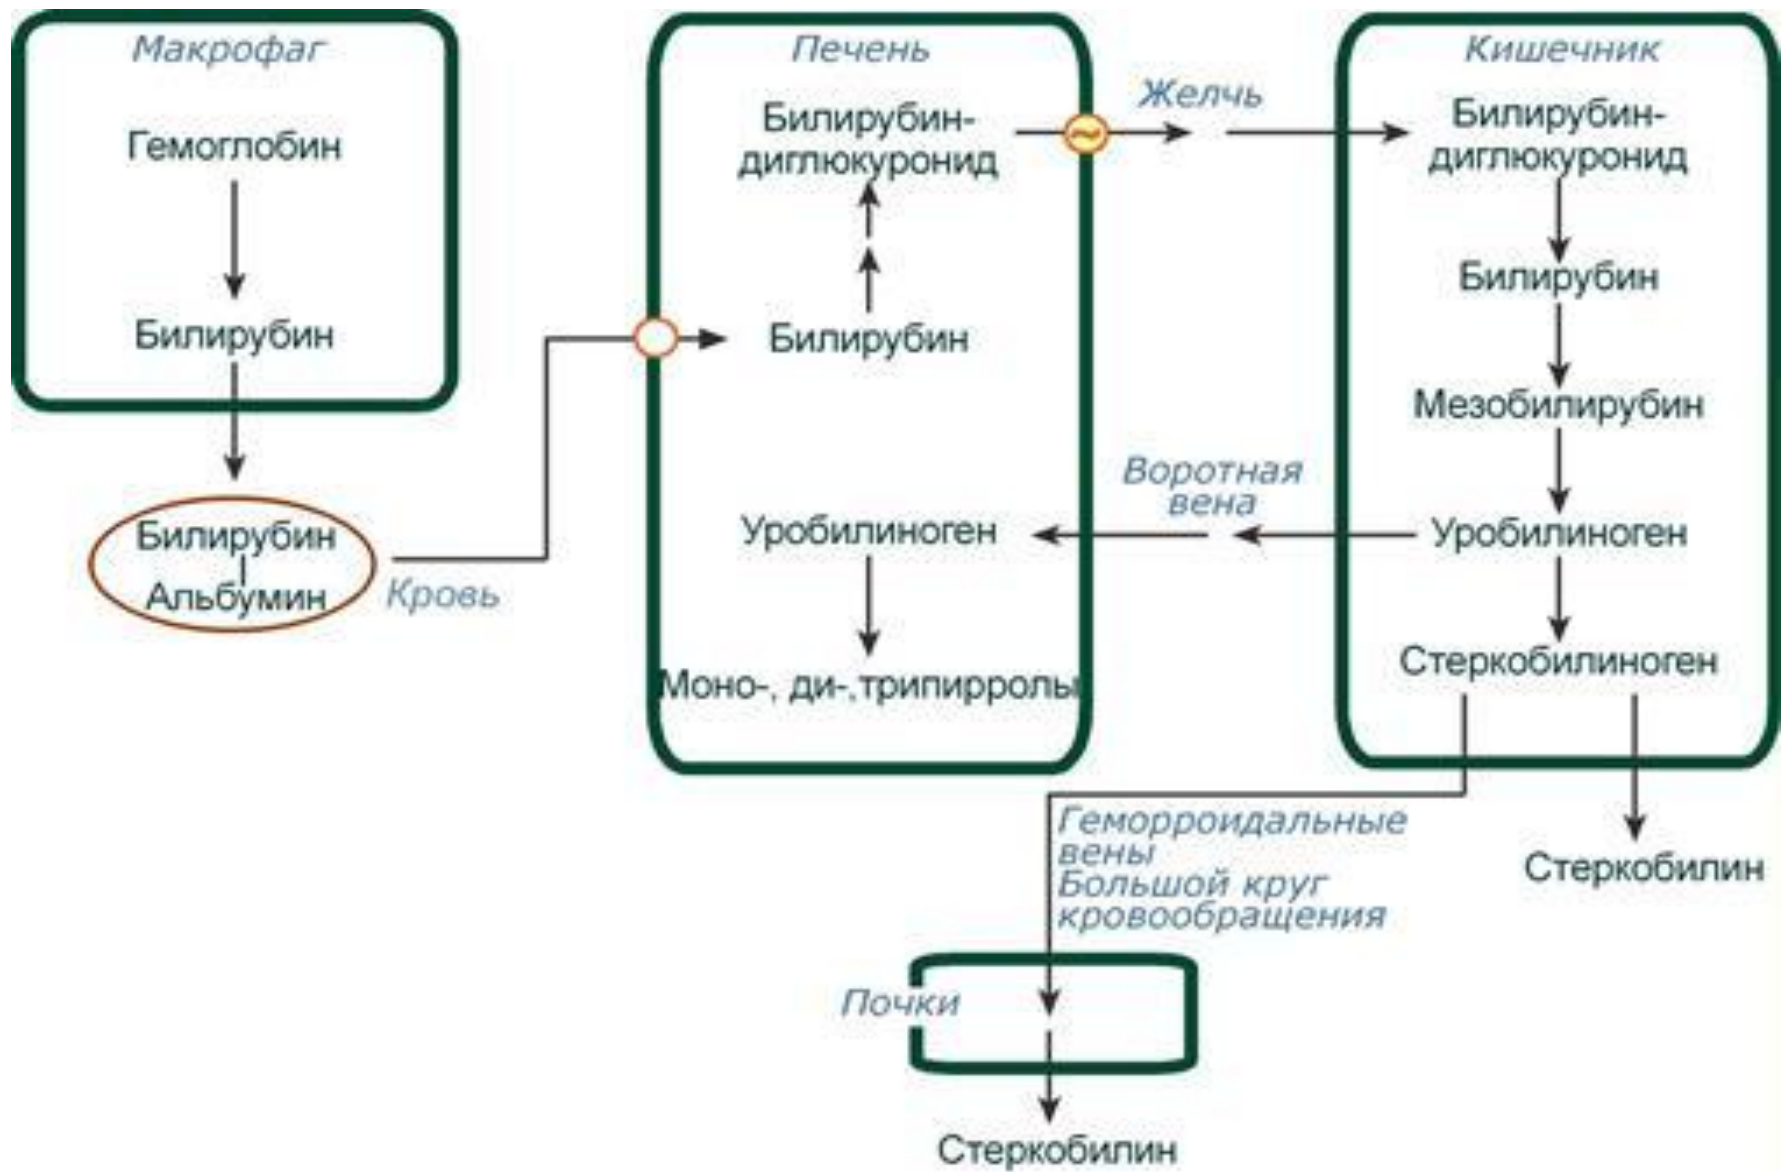 Макрофаг
Гемоглобин
Билирубин
Билирубин
Альбумин
Кровь
Печень
Билирубин-
диглюкуронид
Билирубин
Уробилиноген
Моно-, ди-,трипирролы
Желчь
Воротная
вена
Кишечник
Билирубин-
диглюкуронид
Билирубин
Мезобилирубин
Уробилиноген
Стеркобилиноген
Стеркобилин
Геморроидальные
вены
Большой круг
кровообращения
Почки
Стеркобилин